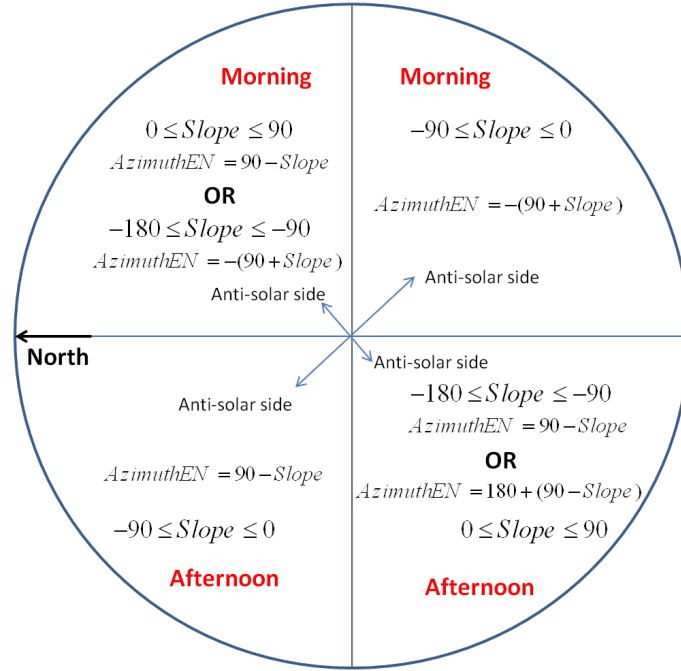 Morning
0 ≤ Slope ≤ 90
AzimuthEN = 90 − Slope
OR
−180 ≤ Slope ≤ −90
AzimuthEN = −(90 + Slope)
Anti-solar side
Morning
−90 ≤ Slope ≤ 0
AzimuthEN = −(90 + Slope)
Anti-solar side
North
Anti-solar side
AzimuthEN = 90 − Slope
−90 ≤ Slope ≤ 0
Afternoon
Anti-solar side
−180 ≤ Slope ≤ −90
AzimuthEN = 90 − Slope
OR
AzimuthEN = 180 + (90 − Slope)
0 ≤ Slope ≤ 90
Afternoon